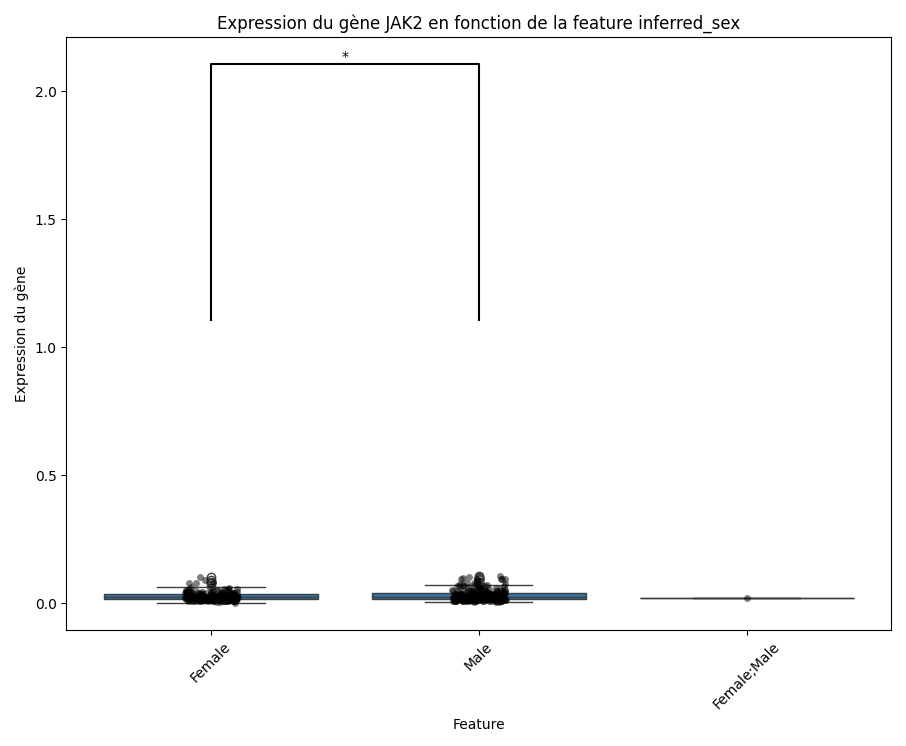 Expression du gène JAK2 en fonction de la feature inferred_sex
*
2.0
1.5
1.0
0.5
0.0
Expression du gène
Female
Male
Female;Male
Feature